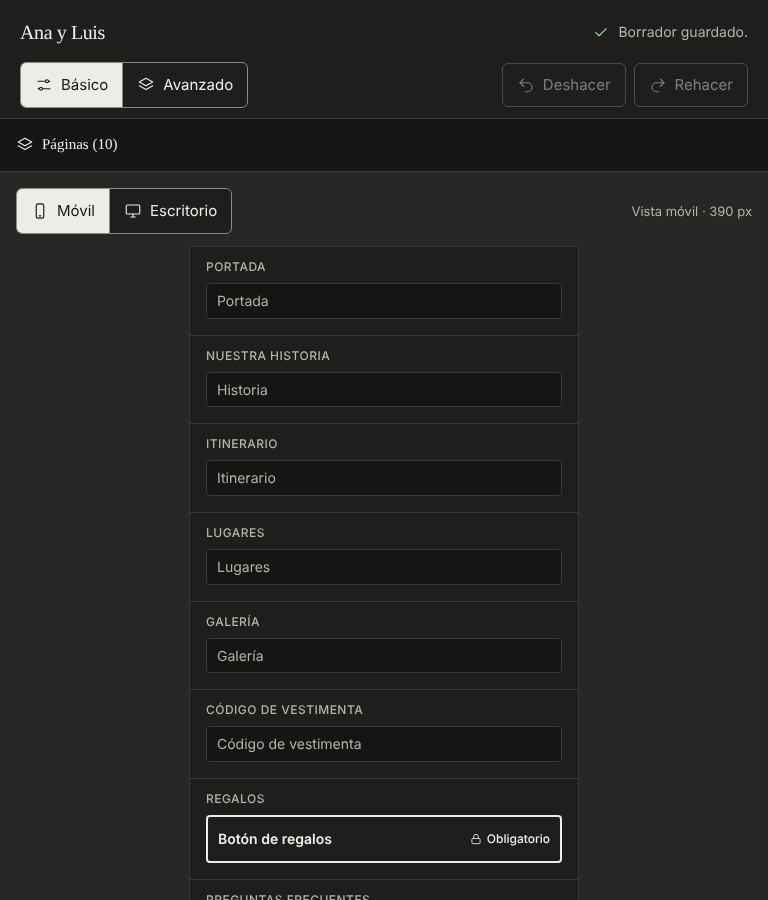 Ana y Luis
Borrador guardado.
Básico
Avanzado
Deshacer
Rehacer
Páginas (10)
Móvil
Escritorio
Vista móvil · 390 px
PORTADA
Portada
NUESTRA HISTORIA
Historia
ITINERARIO
Itinerario
LUGARES
Lugares
GALERÍA
Galería
CÓDIGO DE VESTIMENTA
Código de vestimenta
REGALOS
Botón de regalos
Obligatorio
PREGUNTAS FRECUENTES